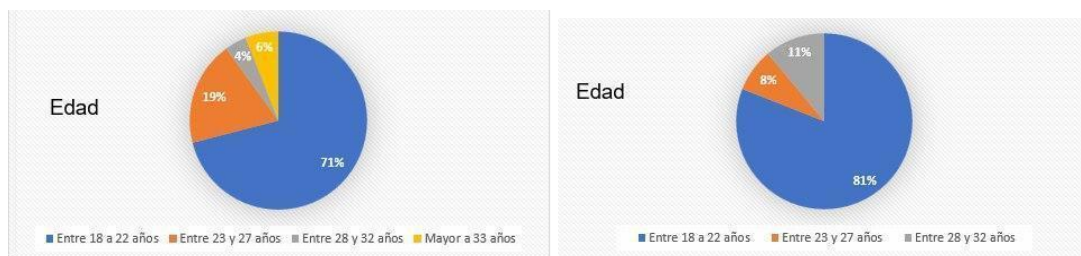 Edad
6%
4%
19%
71%
Entre 18 a 22 años Entre 23 y 27 años Entre 28 y 32 años Mayor a 33 años
Edad
11%
8%
81%
Entre 18 a 22 años Entre 23 y 27 años Entre 28 y 32 años